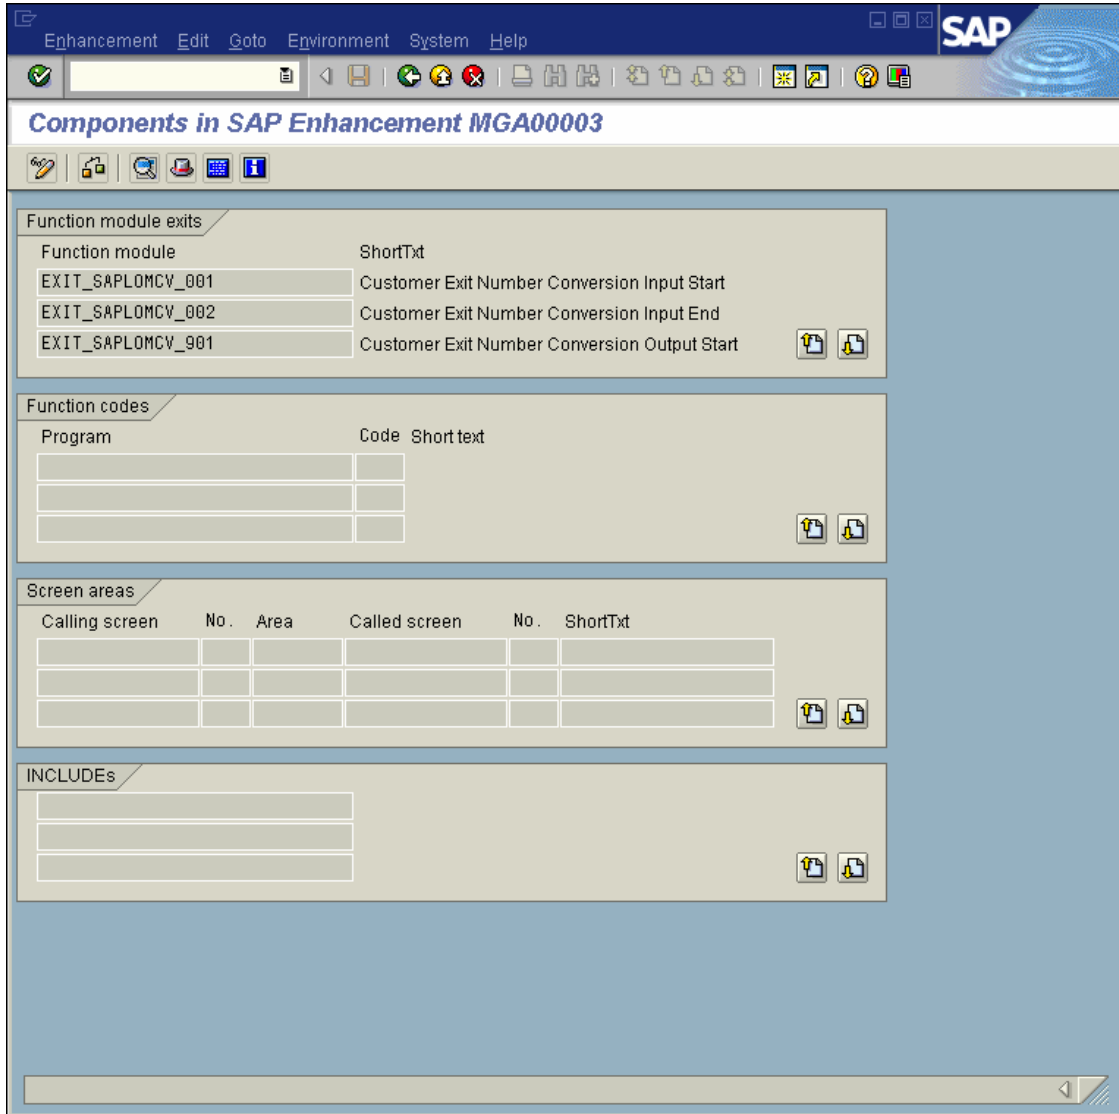 Enhancement Edit Goto Environment System Help
SAP
Components in SAP Enhancement MGA00003
Function module exits
Function module ShortTxt
EXIT_SAPLOMCV_001 Customer Exit Number Conversion Input Start
EXIT_SAPLOMCV_002 Customer Exit Number Conversion Input End
EXIT_SAPLOMCV_901 Customer Exit Number Conversion Output Start
Function codes
Program Code Short text
Screen areas
Calling screen No. Area Called screen No. ShortTxt
INCLUDEs